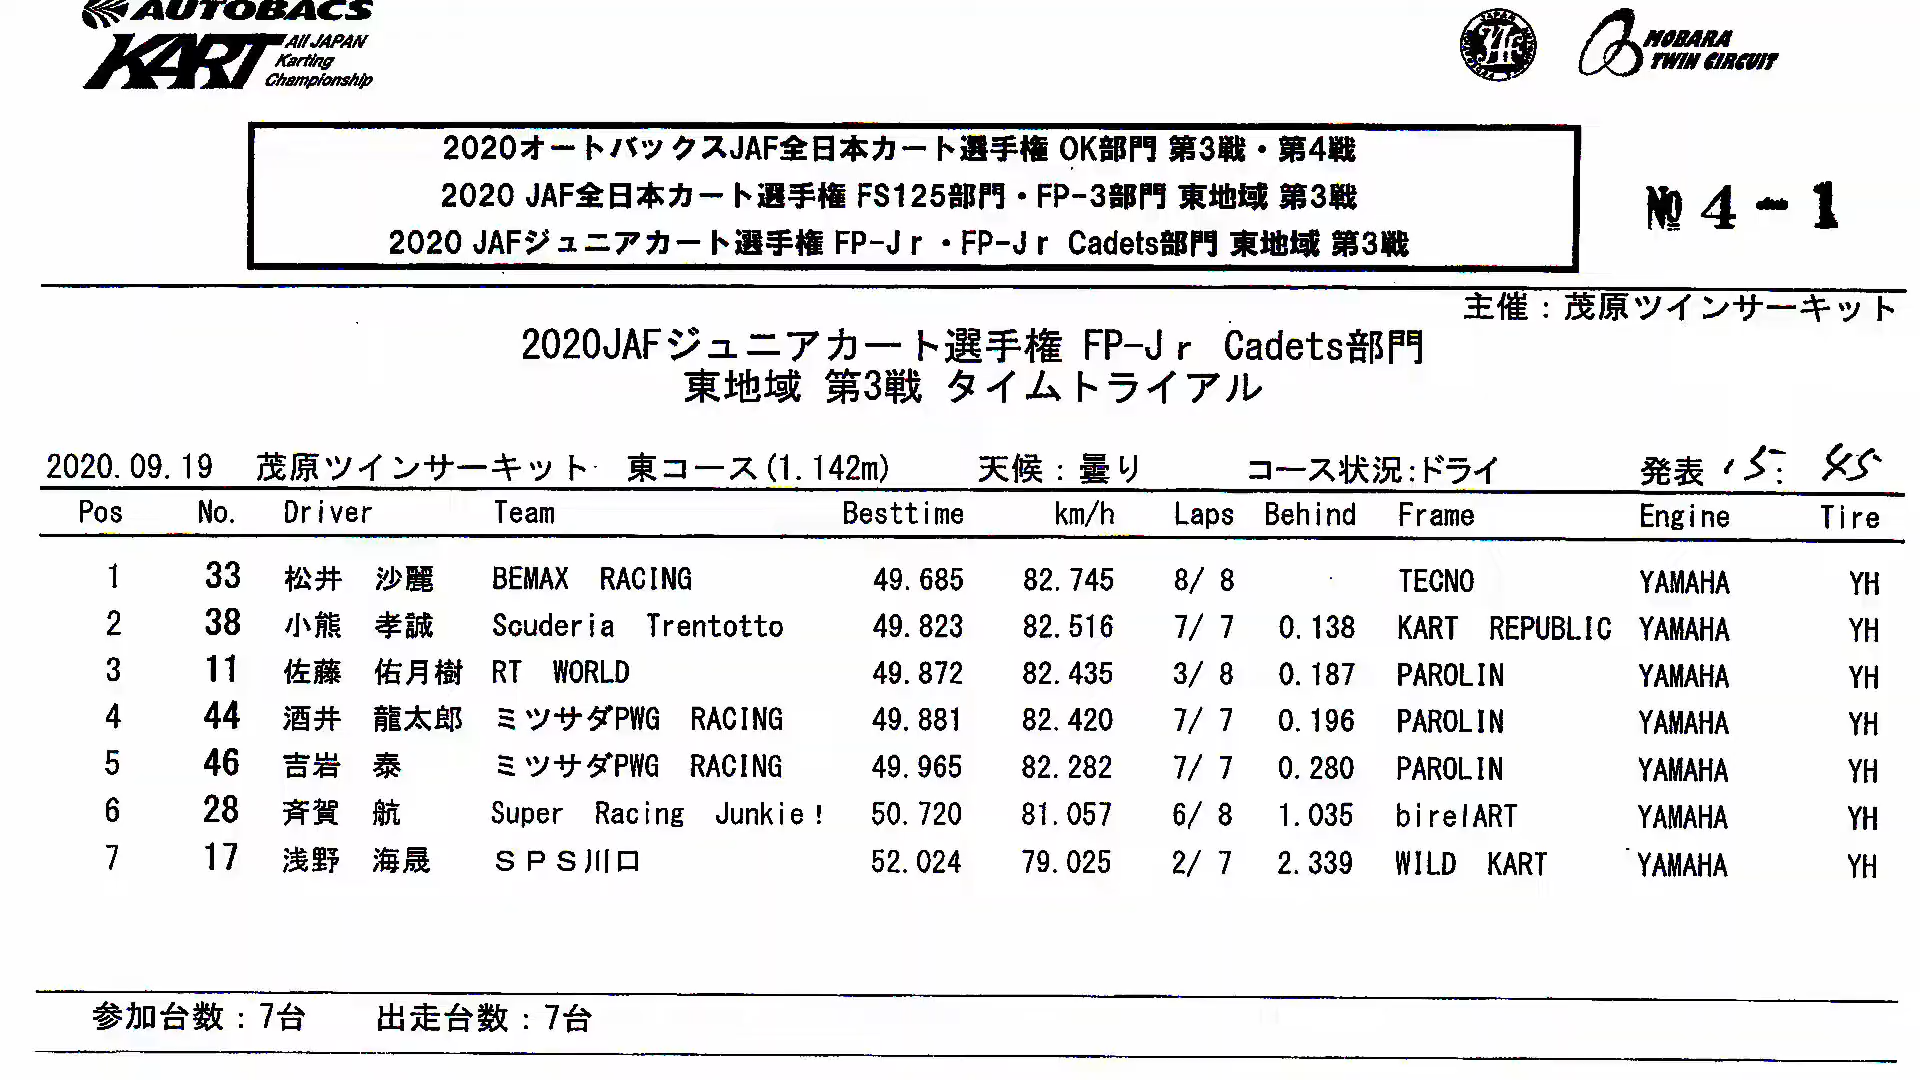 AUTOBACS
KART All JAPAN Karting Championship
MOBARA TWIN CIRCUIT
2020オートバックスJAF全日本カート選手権 OK部門 第3戦・第4戦
2020 JAF全日本カート選手権 FS125部門・FP-3部門 東地域 第3戦
2020 JAFジュニアカート選手権 FP-Jr・FP-Jr Cadets部門 東地域 第3戦
№ 4-1
主催：茂原ツインサーキット
2020JAFジュニアカート選手権 FP-Jr Cadets部門
東地域 第3戦 タイムトライアル
2020.09.19 茂原ツインサーキット 東コース(1.142m) 天候：曇り コース状況:ドライ 発表 15:45
Pos No. Driver Team Besttime km/h Laps Behind Frame Engine Tire
1 33 松井 沙麗 BEMAX RACING 49.685 82.745 8/ 8 TECNO YAMAHA YH
2 38 小熊 孝誠 Scuderia Trentotto 49.823 82.516 7/ 7 0.138 KART REPUBLIC YAMAHA YH
3 11 佐藤 佑月樹 RT WORLD 49.872 82.435 3/ 8 0.187 PAROLIN YAMAHA YH
4 44 酒井 龍太郎 ミツサダPWG RACING 49.881 82.420 7/ 7 0.196 PAROLIN YAMAHA YH
5 46 吉岩 泰 ミツサダPWG RACING 49.965 82.282 7/ 7 0.280 PAROLIN YAMAHA YH
6 28 斉賀 航 Super Racing Junkie! 50.720 81.057 6/ 8 1.035 birelART YAMAHA YH
7 17 浅野 海晟 ＳＰＳ川口 52.024 79.025 2/ 7 2.339 WILD KART YAMAHA YH
参加台数：7台 出走台数：7台